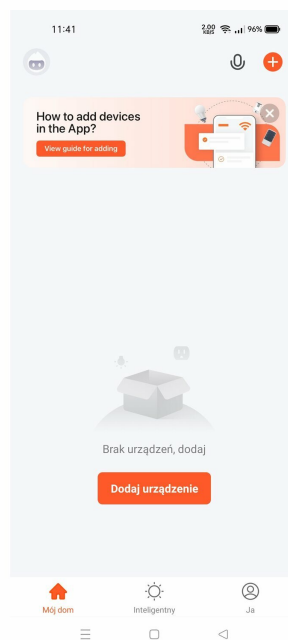 11:41
2.00
KB/S
96%
How to add devices
in the App?
View guide for adding
Brak urządzeń, dodaj
Dodaj urządzenie
Mój dom
Inteligentny
Ja